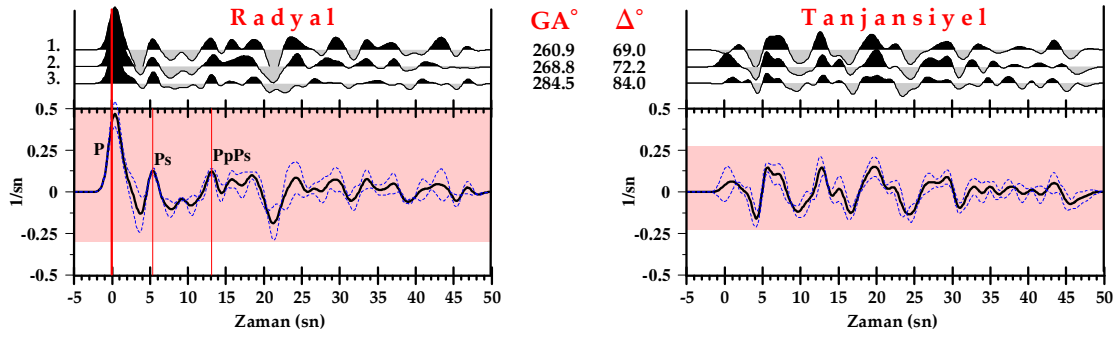 Radyal GA° Δ° Tanjansiyel
1. 260.9 69.0
2. 268.8 72.2
3. 284.5 84.0
0.5 0.5
0.25 0.25
0 0
-0.25 -0.25
-0.5 -0.5
1/sn 1/sn
P Ps PpPs
-5 0 5 10 15 20 25 30 35 40 45 50 -5 0 5 10 15 20 25 30 35 40 45 50
Zaman (sn) Zaman (sn)